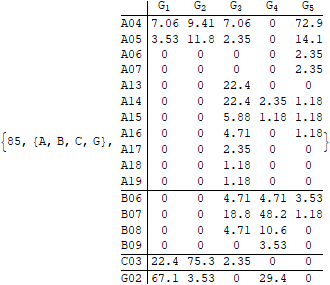 G1 G2 G3 G4 G5
A04 7.06 9.41 7.06 0 72.9
A05 3.53 11.8 2.35 0 14.1
A06 0 0 0 0 2.35
A07 0 0 0 0 2.35
A13 0 0 22.4 0 0
A14 0 0 22.4 2.35 1.18
A15 0 0 5.88 1.18 1.18
A16 0 0 4.71 0 1.18
{85, {A, B, C, G}, A17 0 0 2.35 0 0 }
A18 0 0 1.18 0 0
A19 0 0 1.18 0 0
B06 0 0 4.71 4.71 3.53
B07 0 0 18.8 48.2 1.18
B08 0 0 4.71 10.6 0
B09 0 0 0 3.53 0
C03 22.4 75.3 2.35 0 0
G02 67.1 3.53 0 29.4 0